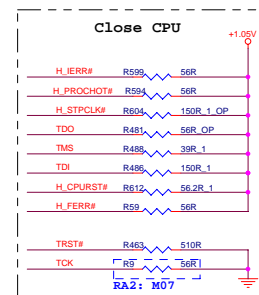 Close CPU
+1.05V
H_IERR# R599 56R
H_PROCHOT# R594 56R
H_STPCLK# R604 150R_1_OP
TDO R481 56R_OP
TMS R488 39R_1
TDI R486 150R_1
H_CPURST# R612 56.2R_1
H_FERR# R59 56R
TRST# R463 510R
TCK R9 56R
RA2: M07